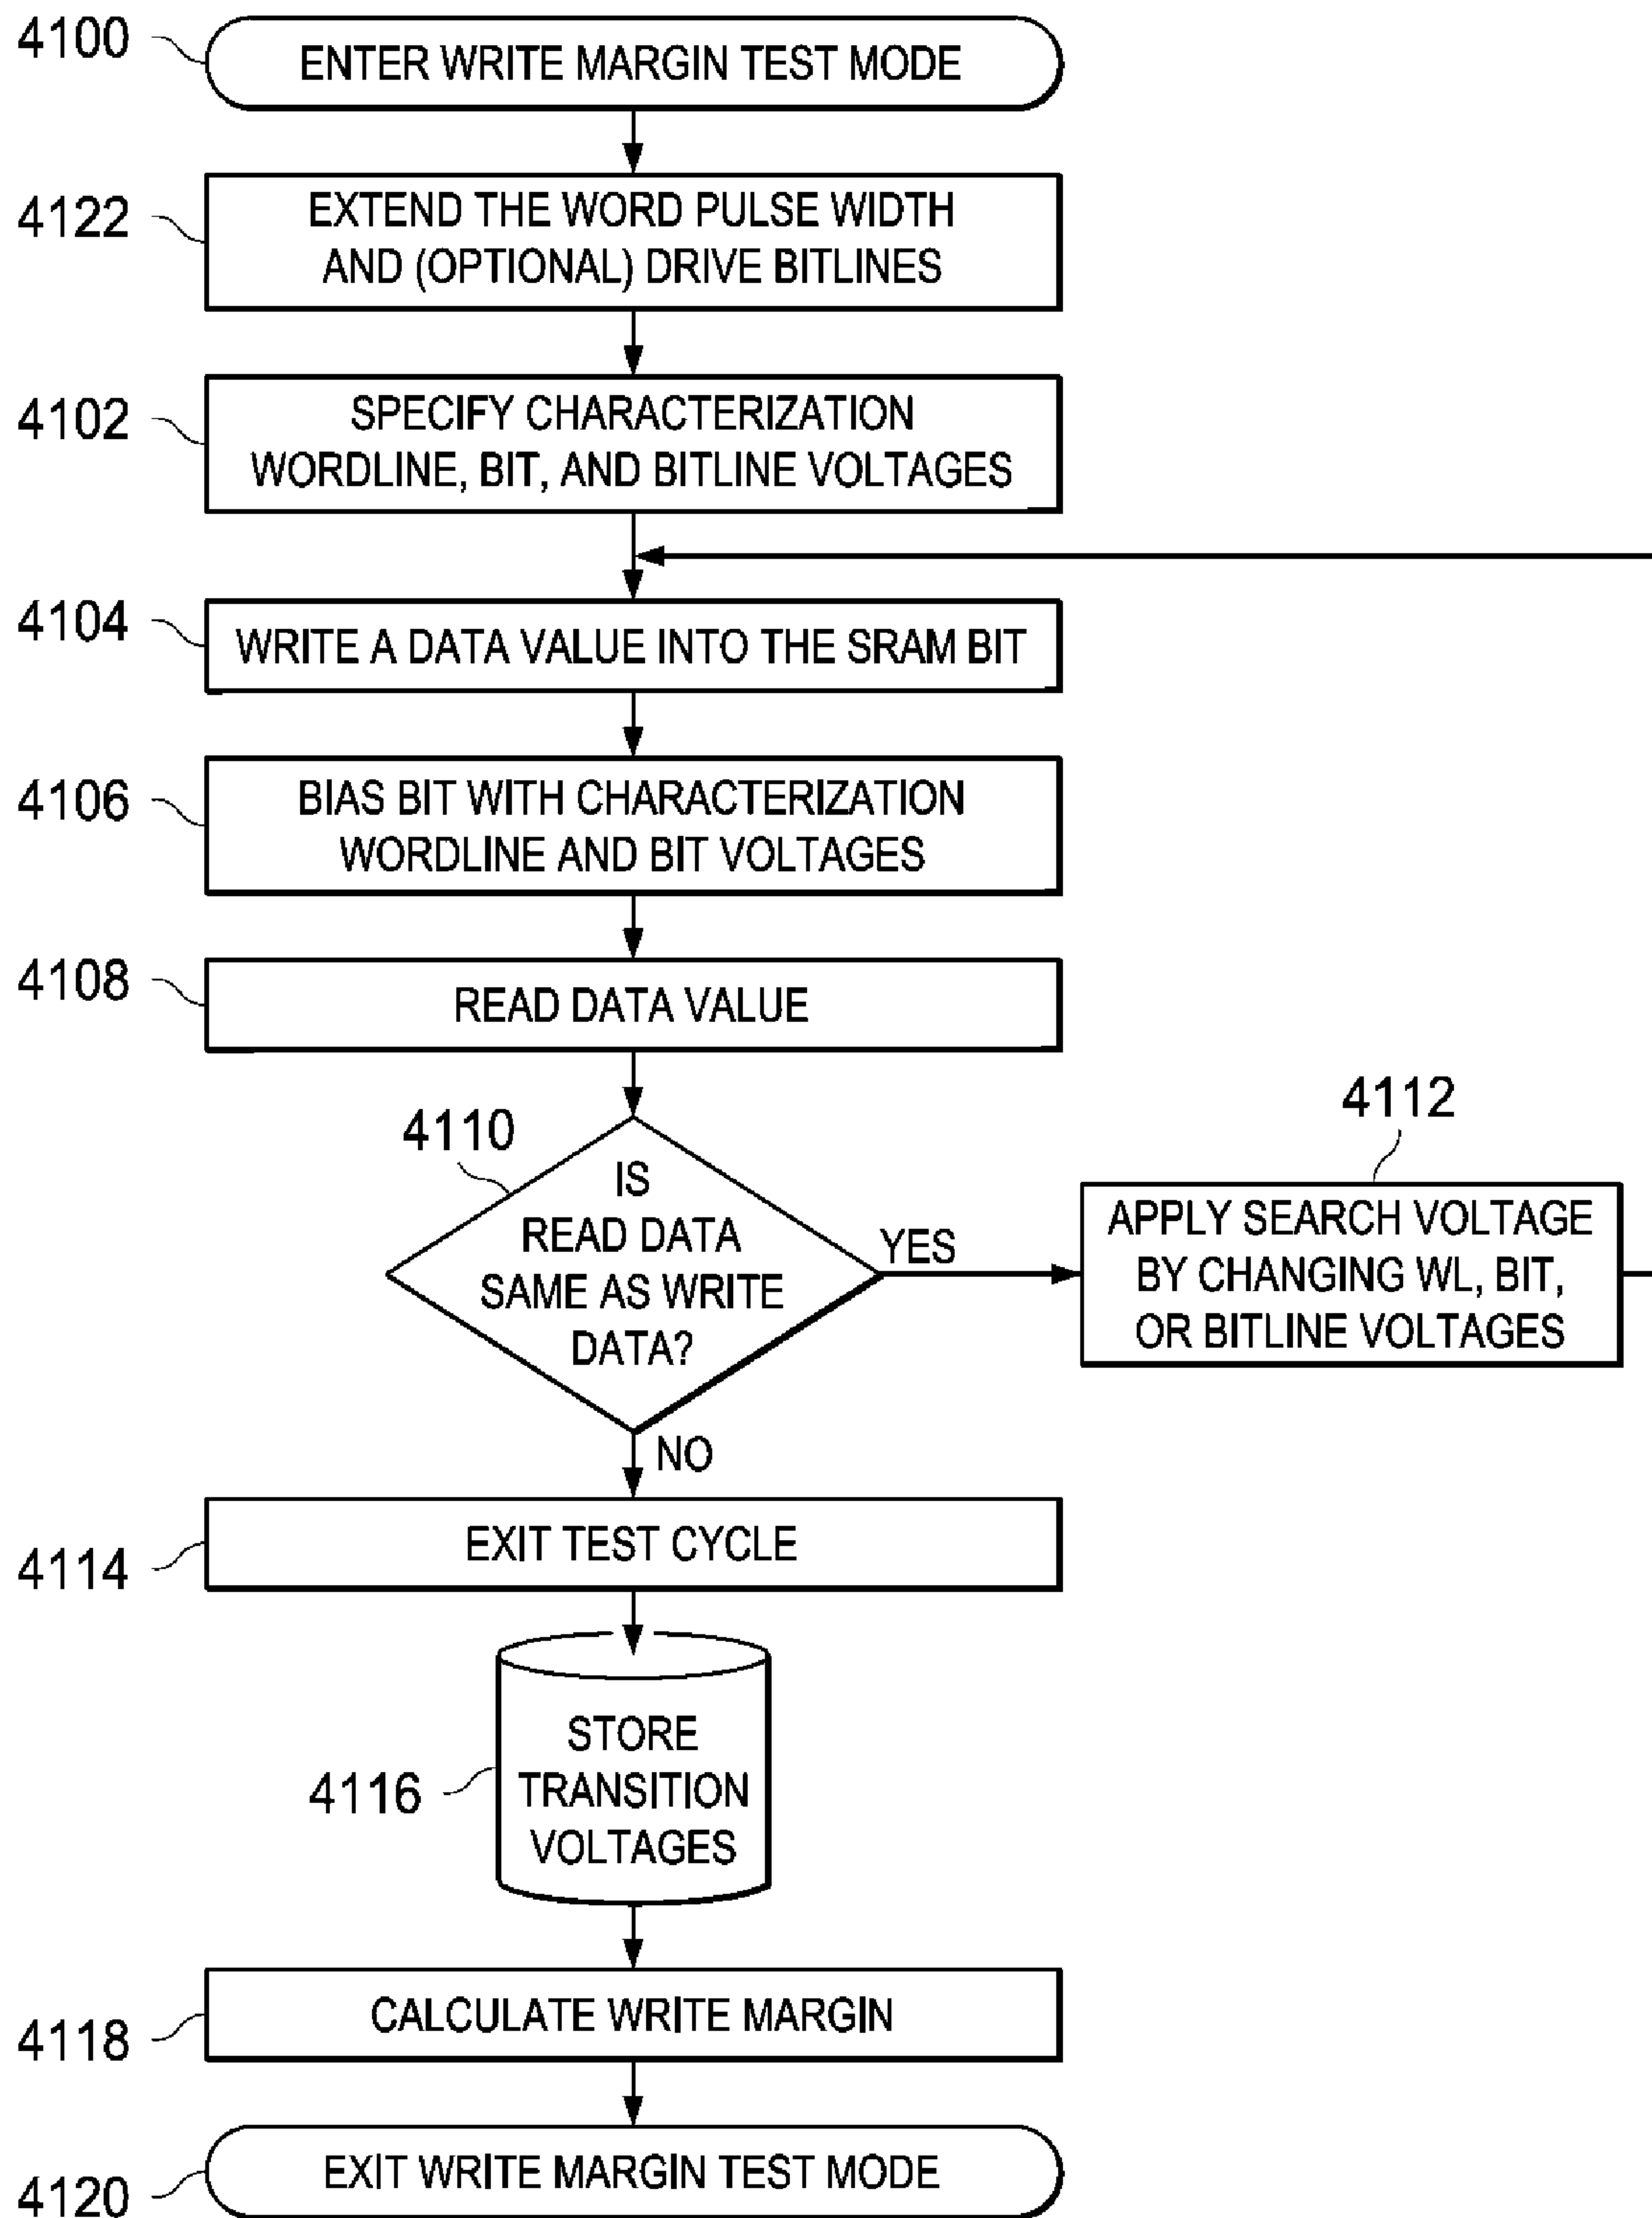 4100
ENTER WRITE MARGIN TEST MODE
4122
EXTEND THE WORD PULSE WIDTH
AND (OPTIONAL) DRIVE BITLINES
4102
SPECIFY CHARACTERIZATION
WORDLINE, BIT, AND BITLINE VOLTAGES
4104
WRITE A DATA VALUE INTO THE SRAM BIT
4106
BIAS BIT WITH CHARACTERIZATION
WORDLINE AND BIT VOLTAGES
4108
READ DATA VALUE
4110
IS
READ DATA
SAME AS WRITE
DATA?
YES
4112
APPLY SEARCH VOLTAGE
BY CHANGING WL, BIT,
OR BITLINE VOLTAGES
NO
4114
EXIT TEST CYCLE
4116
STORE
TRANSITION
VOLTAGES
4118
CALCULATE WRITE MARGIN
4120
EXIT WRITE MARGIN TEST MODE